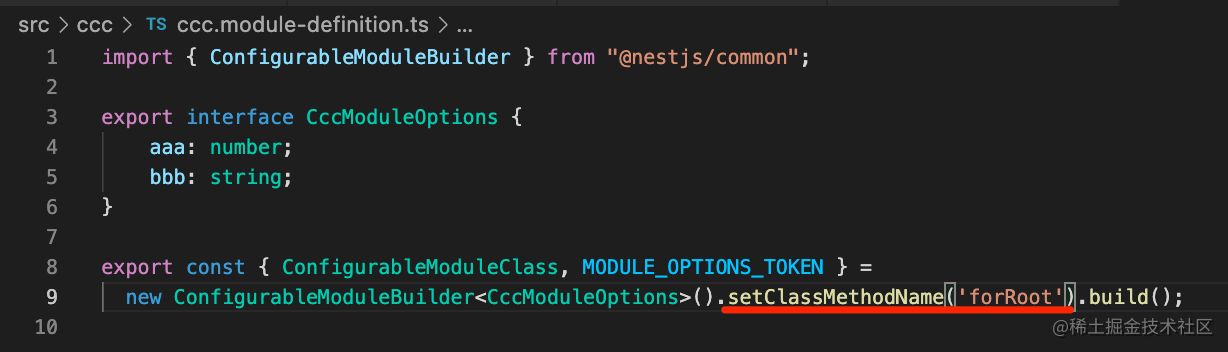 src > ccc > TS ccc.module-definition.ts > ...
1 import { ConfigurableModuleBuilder } from "@nestjs/common";
2
3 export interface CccModuleOptions {
4     aaa: number;
5     bbb: string;
6 }
7
8 export const { ConfigurableModuleClass, MODULE_OPTIONS_TOKEN } =
9   new ConfigurableModuleBuilder<CccModuleOptions>().setClassMethodName('forRoot').build();
10
@稀土掘金技术社区